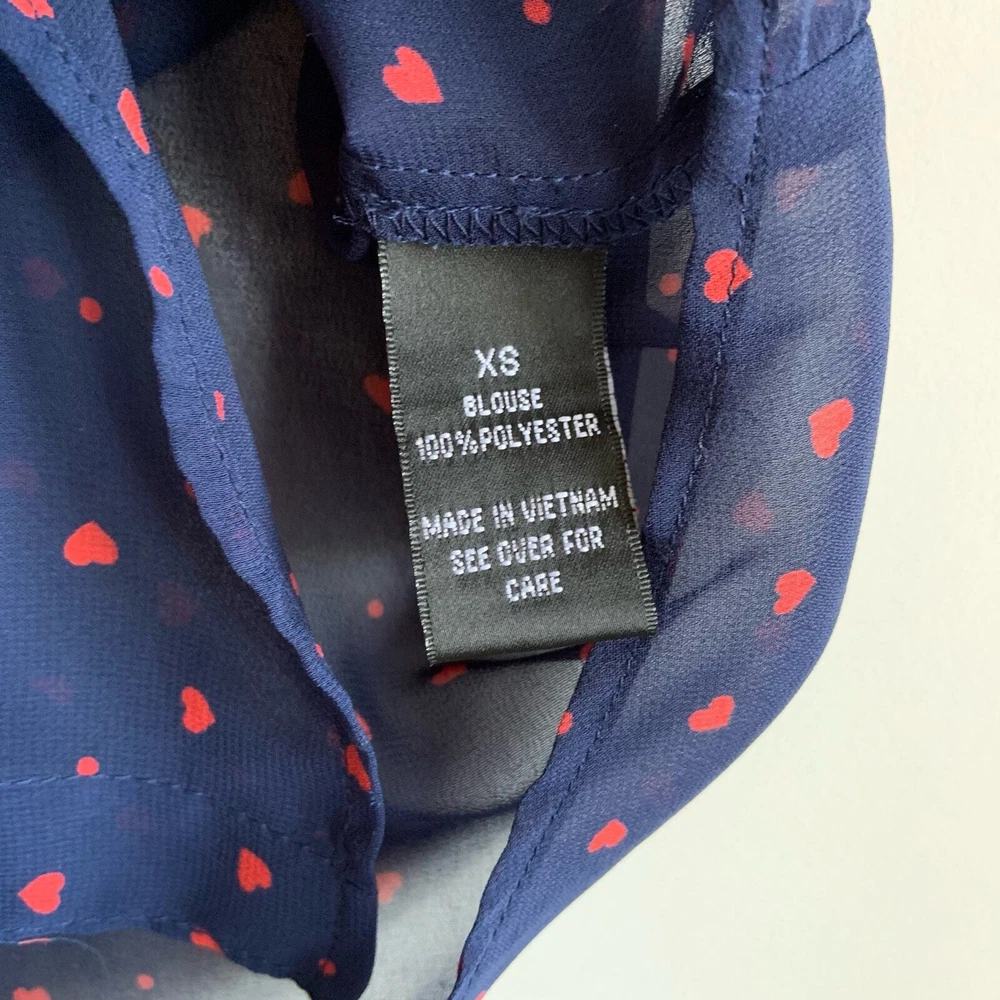 XS
BLOUSE
100%POLYESTER
MADE IN VIETNAM
SEE OVER FOR
CARE